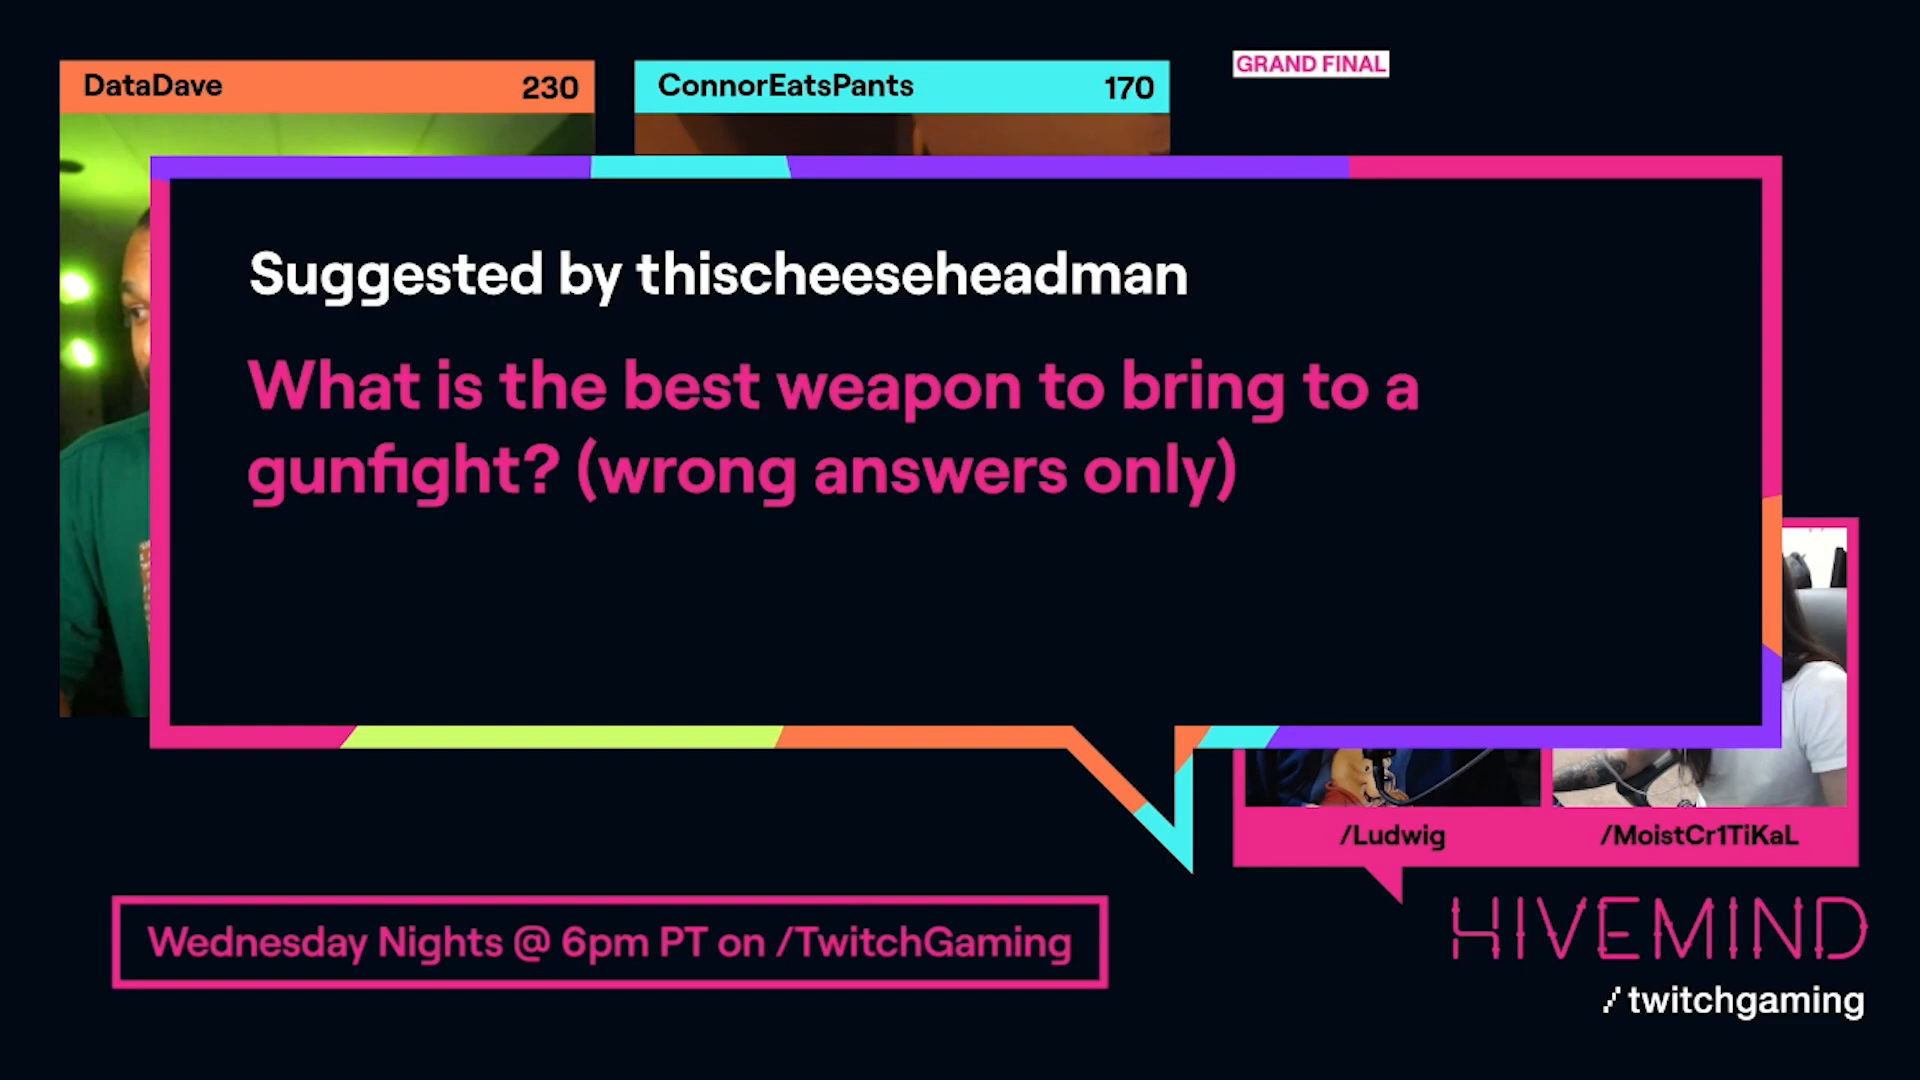 DataDave 230
ConnorEatsPants 170
GRAND FINAL
Suggested by thischeeseheadman
What is the best weapon to bring to a
gunfight? (wrong answers only)
/Ludwig
/MoistCr1TiKaL
Wednesday Nights @ 6pm PT on /TwitchGaming
HIVEMIND
/twitchgaming